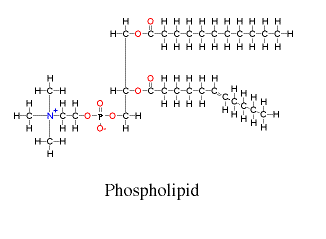 H O H H H H H H H H H H
H C O C C C C C C C C C C C H
H H H H H H H H H H
H O H H H H H
H C O C C C C C C
H H H H
H C H
H H H H O H
H C N + C C O P O C H
H H H O- H
H C H
H
Phospholipid